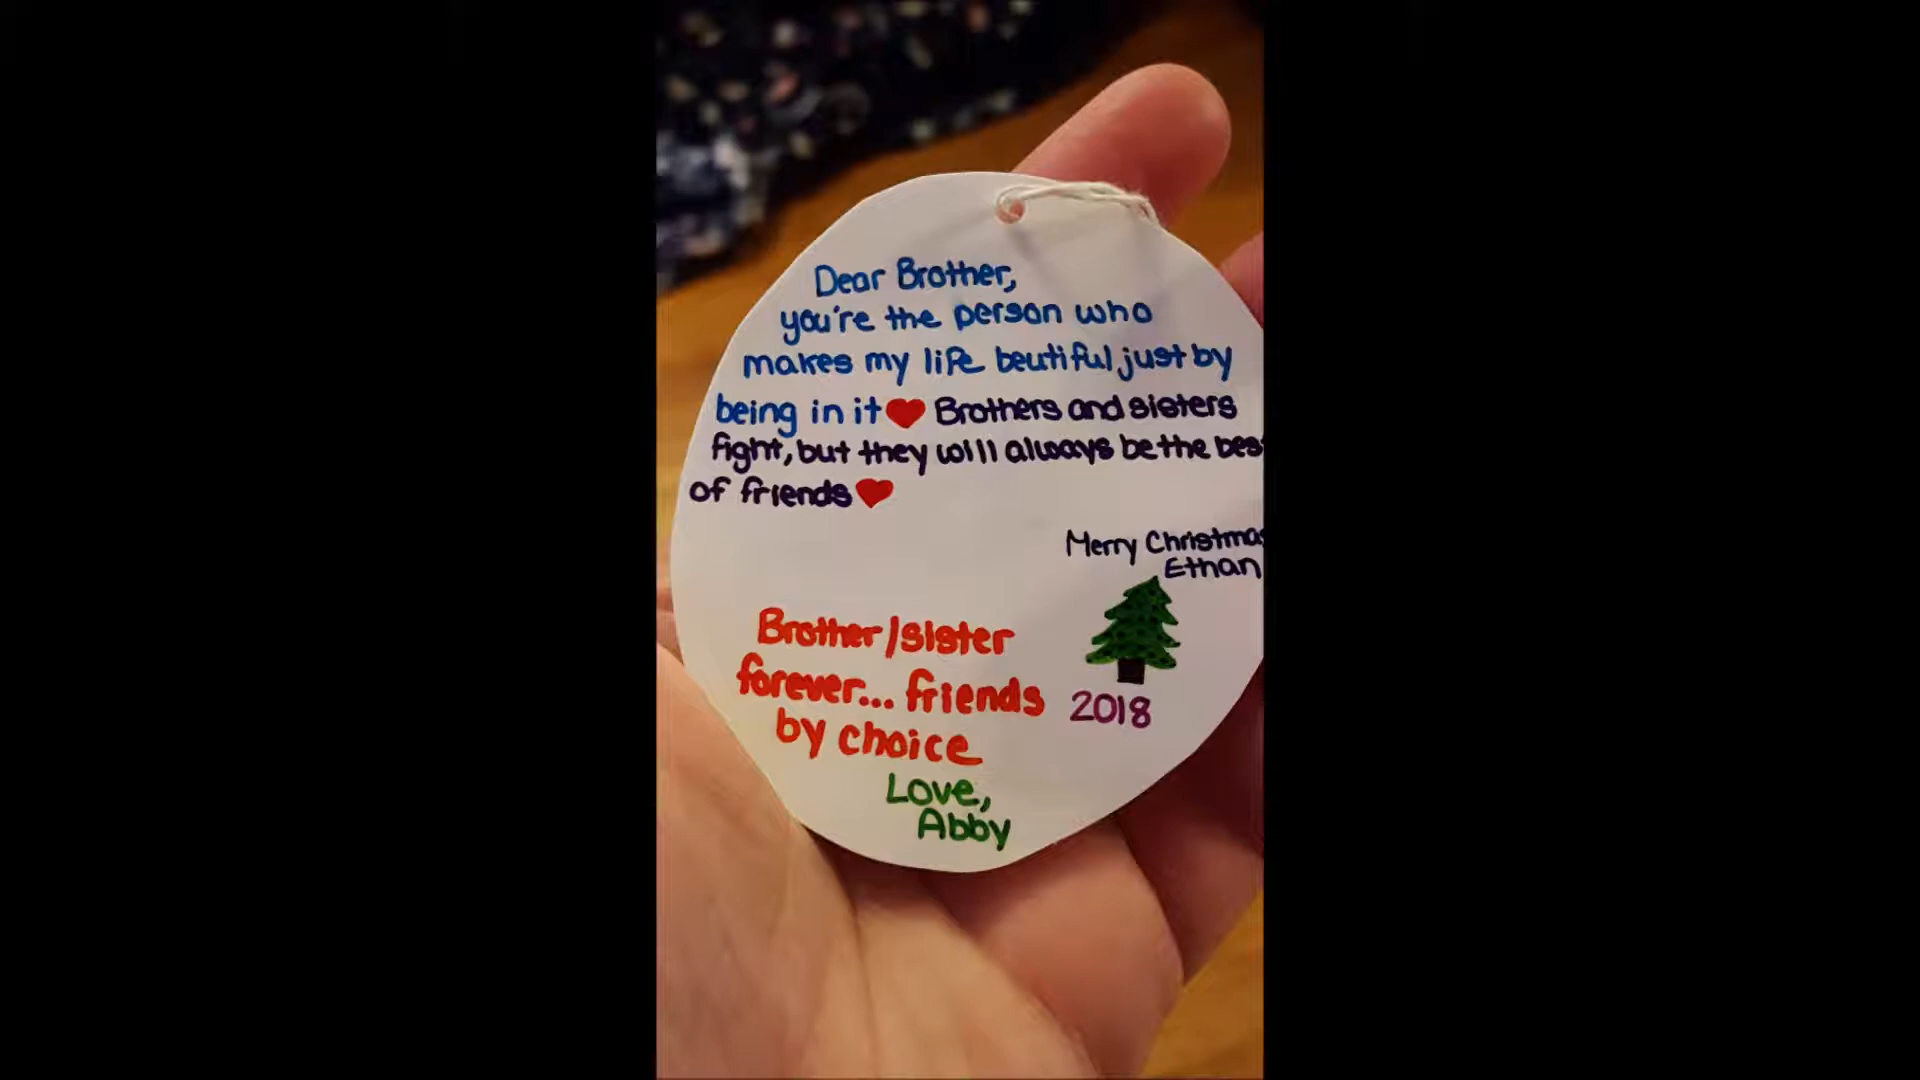 Dear Brother,
you're the person who
makes my life beutiful just by
being in it ❤ Brothers and sisters
fight, but they will always be the bes
of friends ❤
Merry Christmas
Ethan
Brother/sister
forever... friends
by choice
2018
Love,
Abby